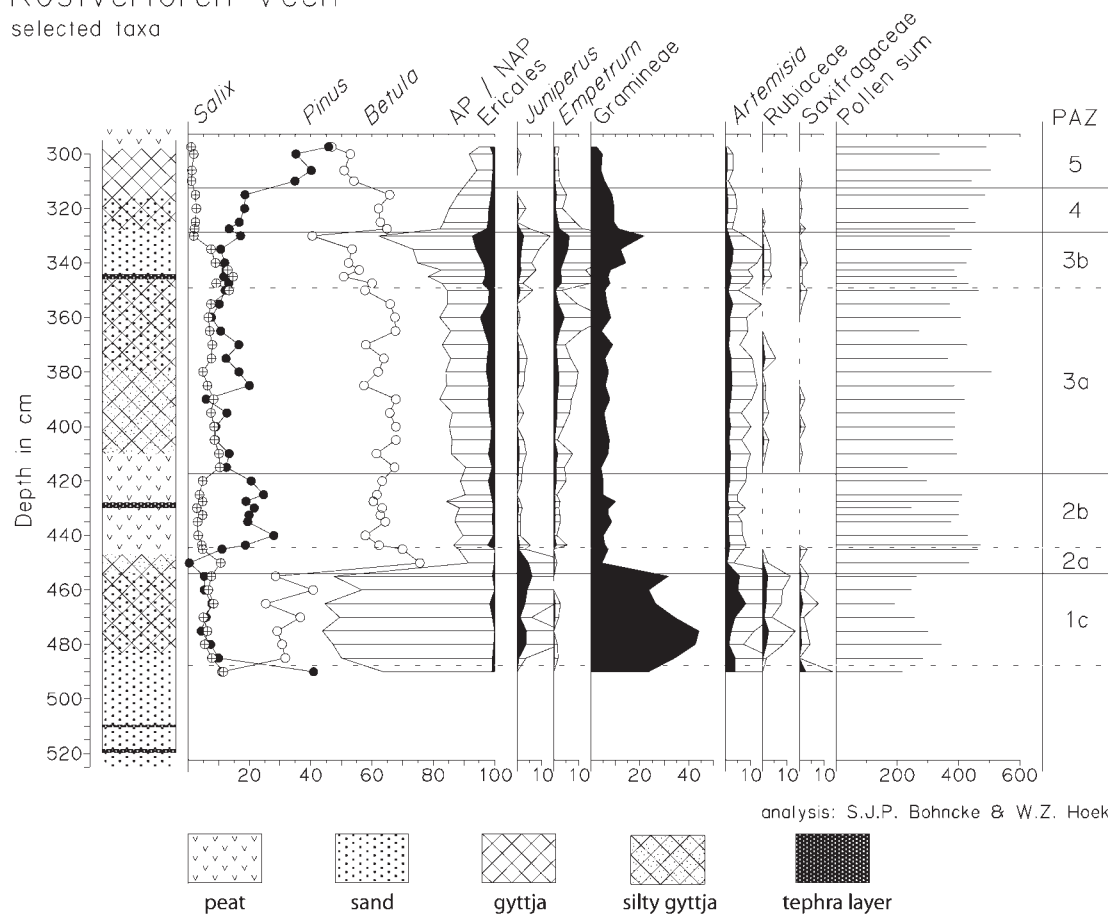 selected taxa
Salix
Pinus
Betula
AP / NAP
Ericales
Juniperus
Empetrum
Gramineae
Artemisia
Rubiaceae
Saxifragaceae
Pollen sum
PAZ
Depth in cm
300
320
340
360
380
400
420
440
460
480
500
520
5
4
3b
3a
2b
2a
1c
20 40 60 80 100 10 10 20 40 10 10 10 200 400 600
analysis: S.J.P. Bohncke & W.Z. Hoek
peat sand gyttja silty gyttja tephra layer